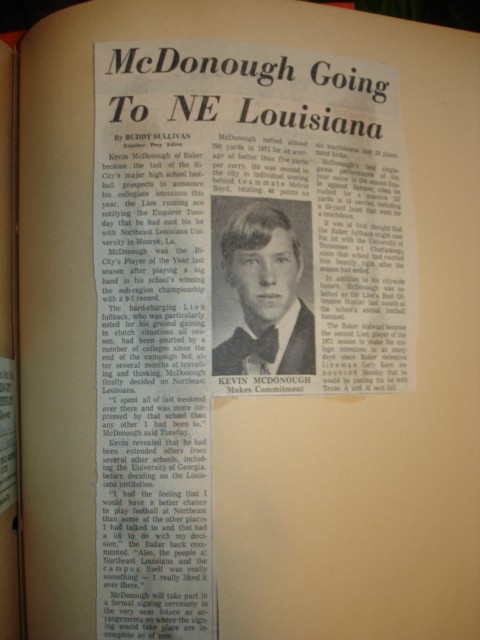 McDonough Going
To NE Louisiana
By BUDDY SULLIVAN
Enquirer Prep Editor
Kevin McDonough of Baker
became the last of the Bi-
City's major high school foot-
ball prospects to announce
his collegiate intentions this
year, the Lion running ace
notifying the Enquirer Tues-
day that he had cast his lot
with Northeast Louisiana Uni-
versity in Monroe, La.
McDonough was the Bi-
City's Player of the Year last
season after playing a big
hand in his school's winning
the sub-region championship
with a 9-1 record.
The hard-charging Lion
fullback, who was particularly
noted for his ground gaining
in clutch situations all sea-
son, had been courted by a
number of colleges since the
end of the campaign but af-
ter several months of travel-
ing and thinking, McDonough
finally decided on Northeast
Louisiana.
"I spent all of last weekend
over there and was more im-
pressed by that school than
any other I had been to,"
McDonough said Tuesday.
Kevin revealed that he had
been extended offers from
several other schools, includ-
ing the University of Georgia,
before deciding on the Louis-
iana institution.
"I had the feeling that I
would have a better chance
to play football at Northeast
than some of the other places
I had talked to and that had
a lot to do with my deci-
sion," the Baker back com-
mented. "Also, the people at
Northeast Louisiana and the
campus itself was really
something — I really liked it
over there."
McDonough will take part in
a formal signing ceremony in
the very near future as ar-
rangements on where the sign-
ing would take place are in-
complete as of now.
McDonough netted almost
yards in 1971 for an aver-
age of better than five yards
per carry. He was second in
the city in individual scoring
behind teammate Melvin
Boyd, totaling 46 points on
KEVIN MCDONOUGH
Makes Commitment
six touchdowns and 10 place-
ment kicks.
McDonough's best single-
game performance of the
year came in the season
against Spencer when he
rushed for a
yards in 14 carries, including
a 53-yard jaunt that went for
a touchdown.
It was at first thought that
the Baker fullback might cast
his lot with the University of
Tennessee at Chattanooga
since that school had courted
him heavily right after the
season had ended.
In addition to his citywide
honors, McDonough was se-
lected as the Lion's Best Of-
fensive last month at
the school's annual football
banquet.
The Baker stalwart became
the second Lion player of the
1971 season to make his col-
lege intentions in as many
days since Baker defensive
lineman Gary Kern an-
nounced Monday that he
would be casting his lot with
Texas A and M next fall.